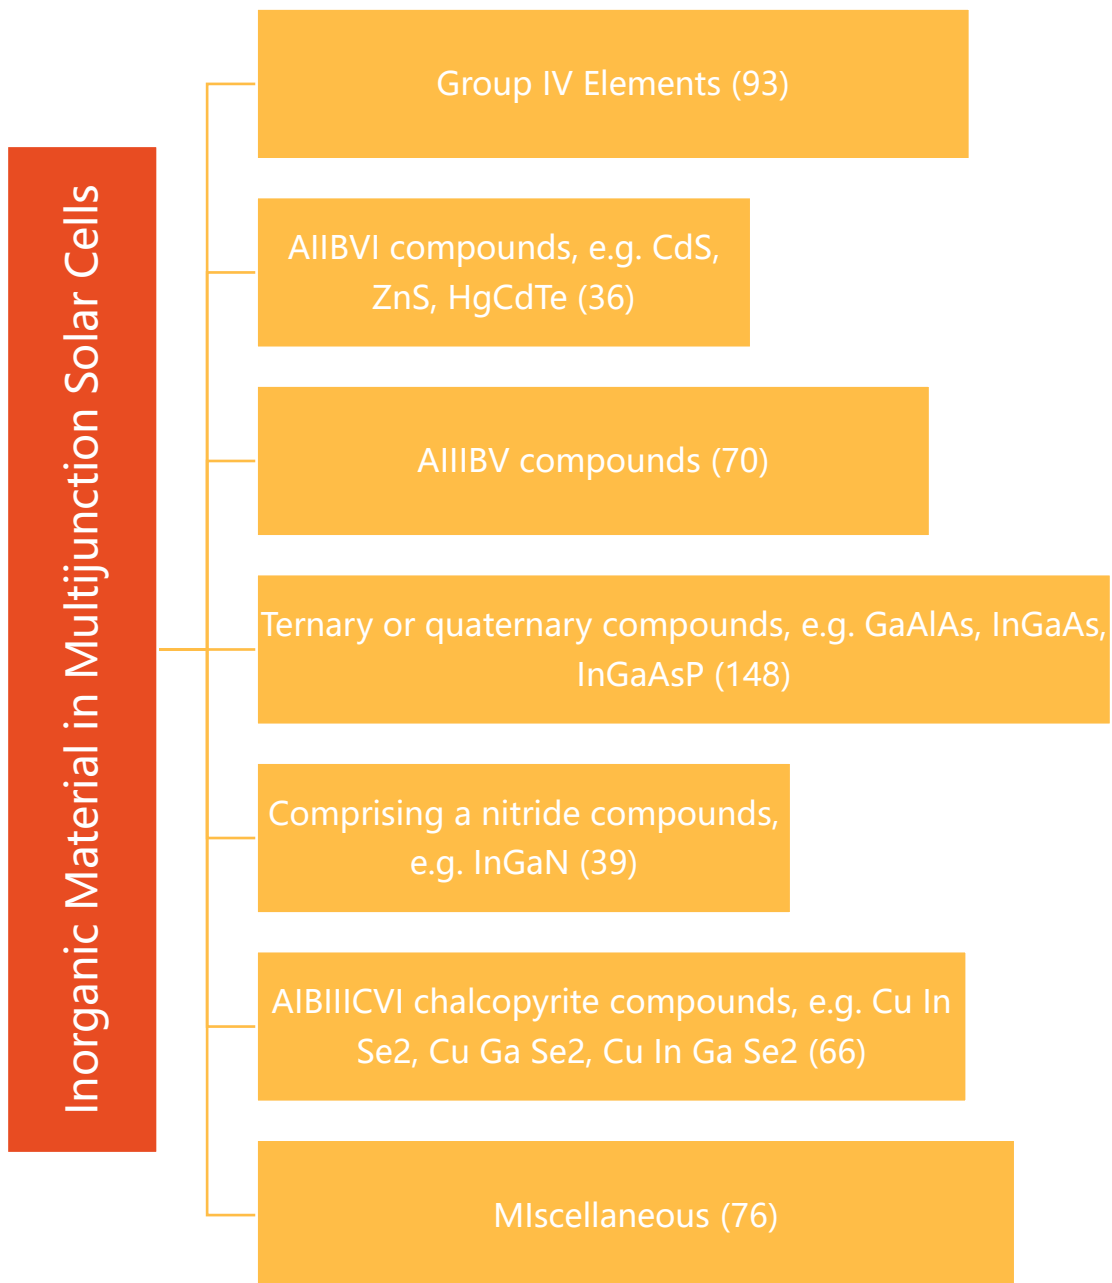 Inorganic Material in Multijunction Solar Cells
Group IV Elements (93)
AIIBVI compounds, e.g. CdS,
ZnS, HgCdTe (36)
AIIIBV compounds (70)
Ternary or quaternary compounds, e.g. GaAlAs, InGaAs,
InGaAsP (148)
Comprising a nitride compounds,
e.g. InGaN (39)
AIBIIICVI chalcopyrite compounds, e.g. Cu In
Se2, Cu Ga Se2, Cu In Ga Se2 (66)
MIscellaneous (76)